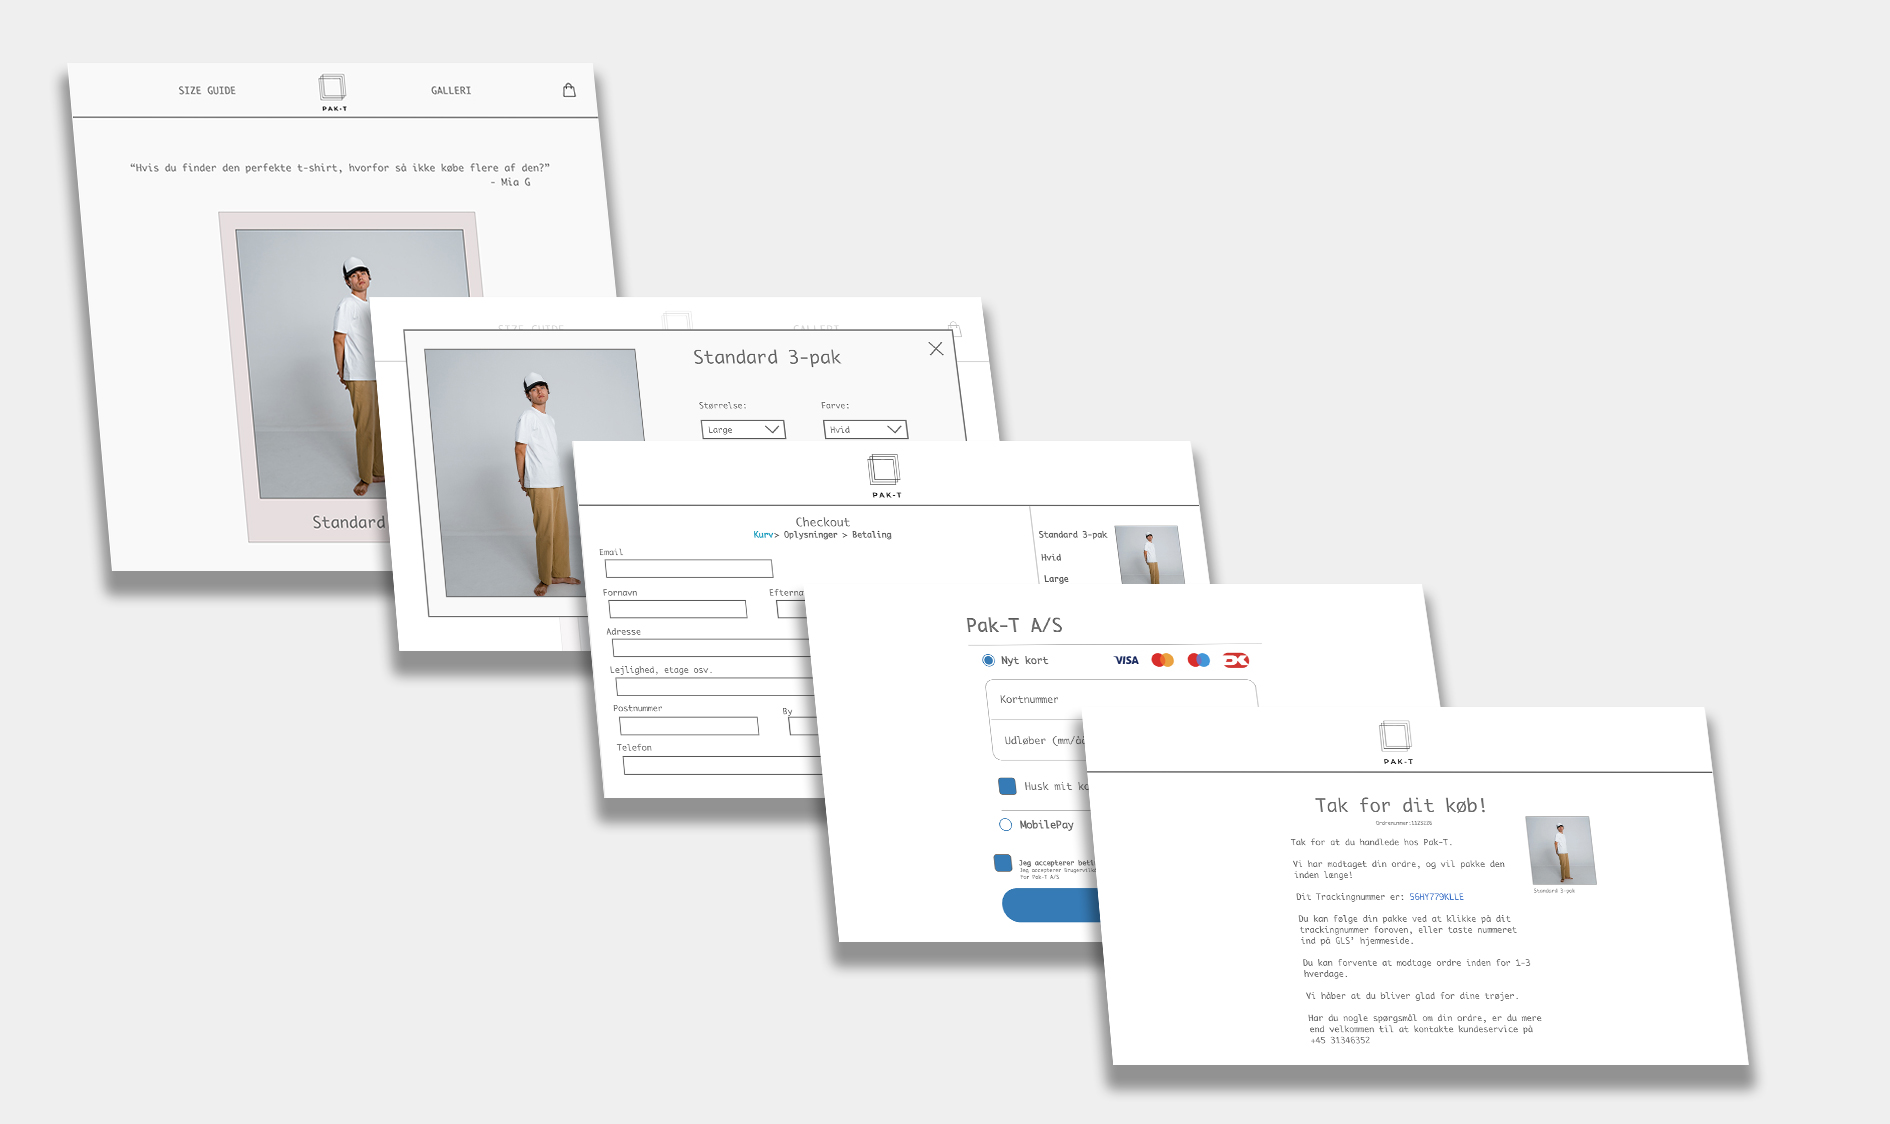 SIZE GUIDE
PAK-T
GALLERI
“Hvis du finder den perfekte t-shirt, hvorfor så ikke købe flere af den?”
- Mia G
Standard
SIZE GUIDE
GALLERI
Standard 3-pak
Størrelse:
Farve:
Large
Hvid
PAK-T
Checkout
Kurv> Oplysninger > Betaling
Email
Fornavn
Adresse
Lejlighed, etage osv.
Postnummer
By
Telefon
Standard 3-pak
Hvid
Large
Pak-T A/S
Nyt kort
VISA
Kortnummer
Udløber (mm/å
Husk mit
MobilePay
Jeg accepterer
Jeg accepterer
For Pak-T A/S
PAK-T
Tak for dit køb!
Tak for at du handlede hos Pak-T.
Vi har modtaget din ordre, og vil pakke den
inden længe!
Dit Trackingnummer er: 56HY779KLLE
Du kan følge din pakke ved at klikke på dit
trackingnummer foroven, eller taste nummeret
ind på GLS’ hjemmeside.
Du kan forvente at modtage ordre inden for 1-3
hverdage.
Vi håber at du bliver glad for dine trøjer.
Har du nogle spørgsmål om din ordre, er du mere
end velkommen til at kontakte kundeservice på
+45 31346352
Standard 3-pak